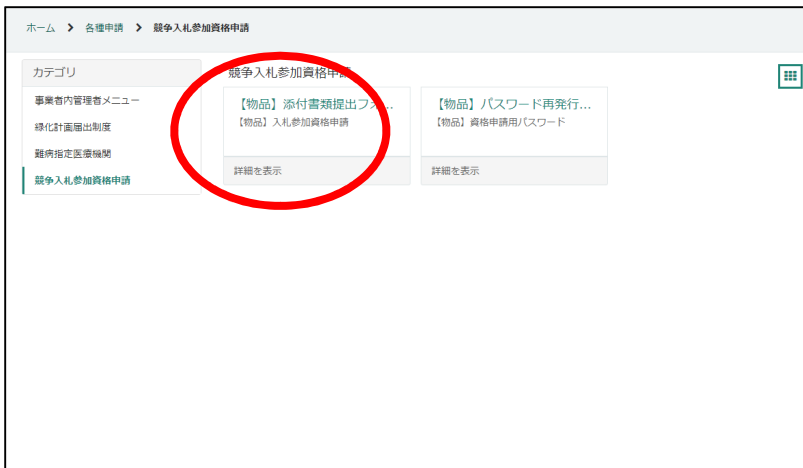 ホーム > 各種申請 > 競争入札参加資格申請
カテゴリ
事業者内管理者メニュー
緑化計画届出制度
難病指定医療機関
競争入札参加資格申請
競争入札参加資格申請
【物品】添付書類提出フォ...
【物品】入札参加資格申請
詳細を表示
【物品】パスワード再発行...
【物品】資格申請用パスワード
詳細を表示